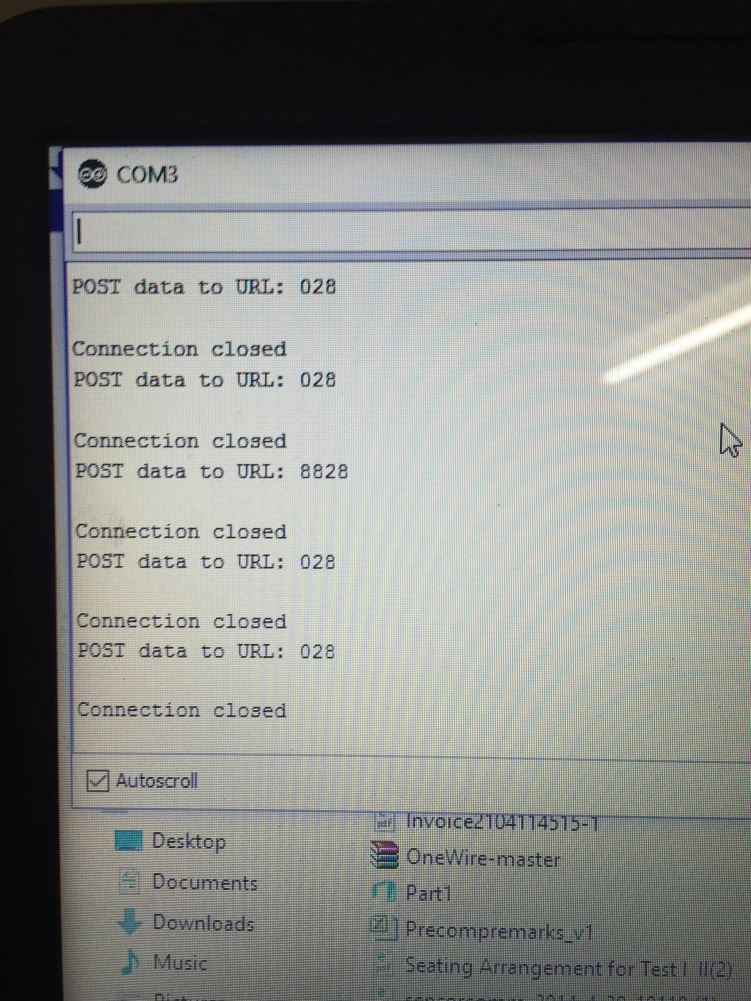 COM3
POST data to URL: 028
Connection closed
POST data to URL: 028
Connection closed
POST data to URL: 8828
Connection closed
POST data to URL: 028
Connection closed
POST data to URL: 028
Connection closed
Autoscroll
Invoice2104114515-1
Desktop
OneWire-master
Documents
Part1
Downloads
Precompremarks_v1
Music
Seating Arrangement for Test I II(2)